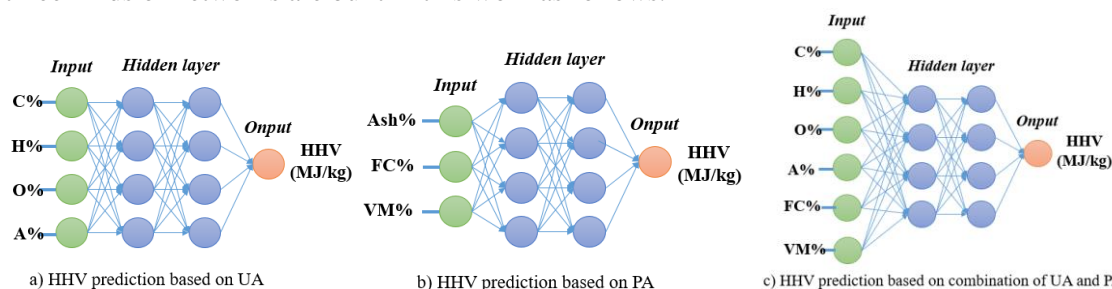 Input Hidden layer
C%
H%
O%
A%
Onput
HHV
(MJ/kg)
a) HHV prediction based on UA
Input Hidden layer
Ash%
FC%
VM%
Onput
HHV
(MJ/kg)
b) HHV prediction based on PA
Input
Hidden layer
C%
H%
O%
A%
FC%
VM%
Onput
HHV
(MJ/kg)
c) HHV prediction based on combination of UA and P